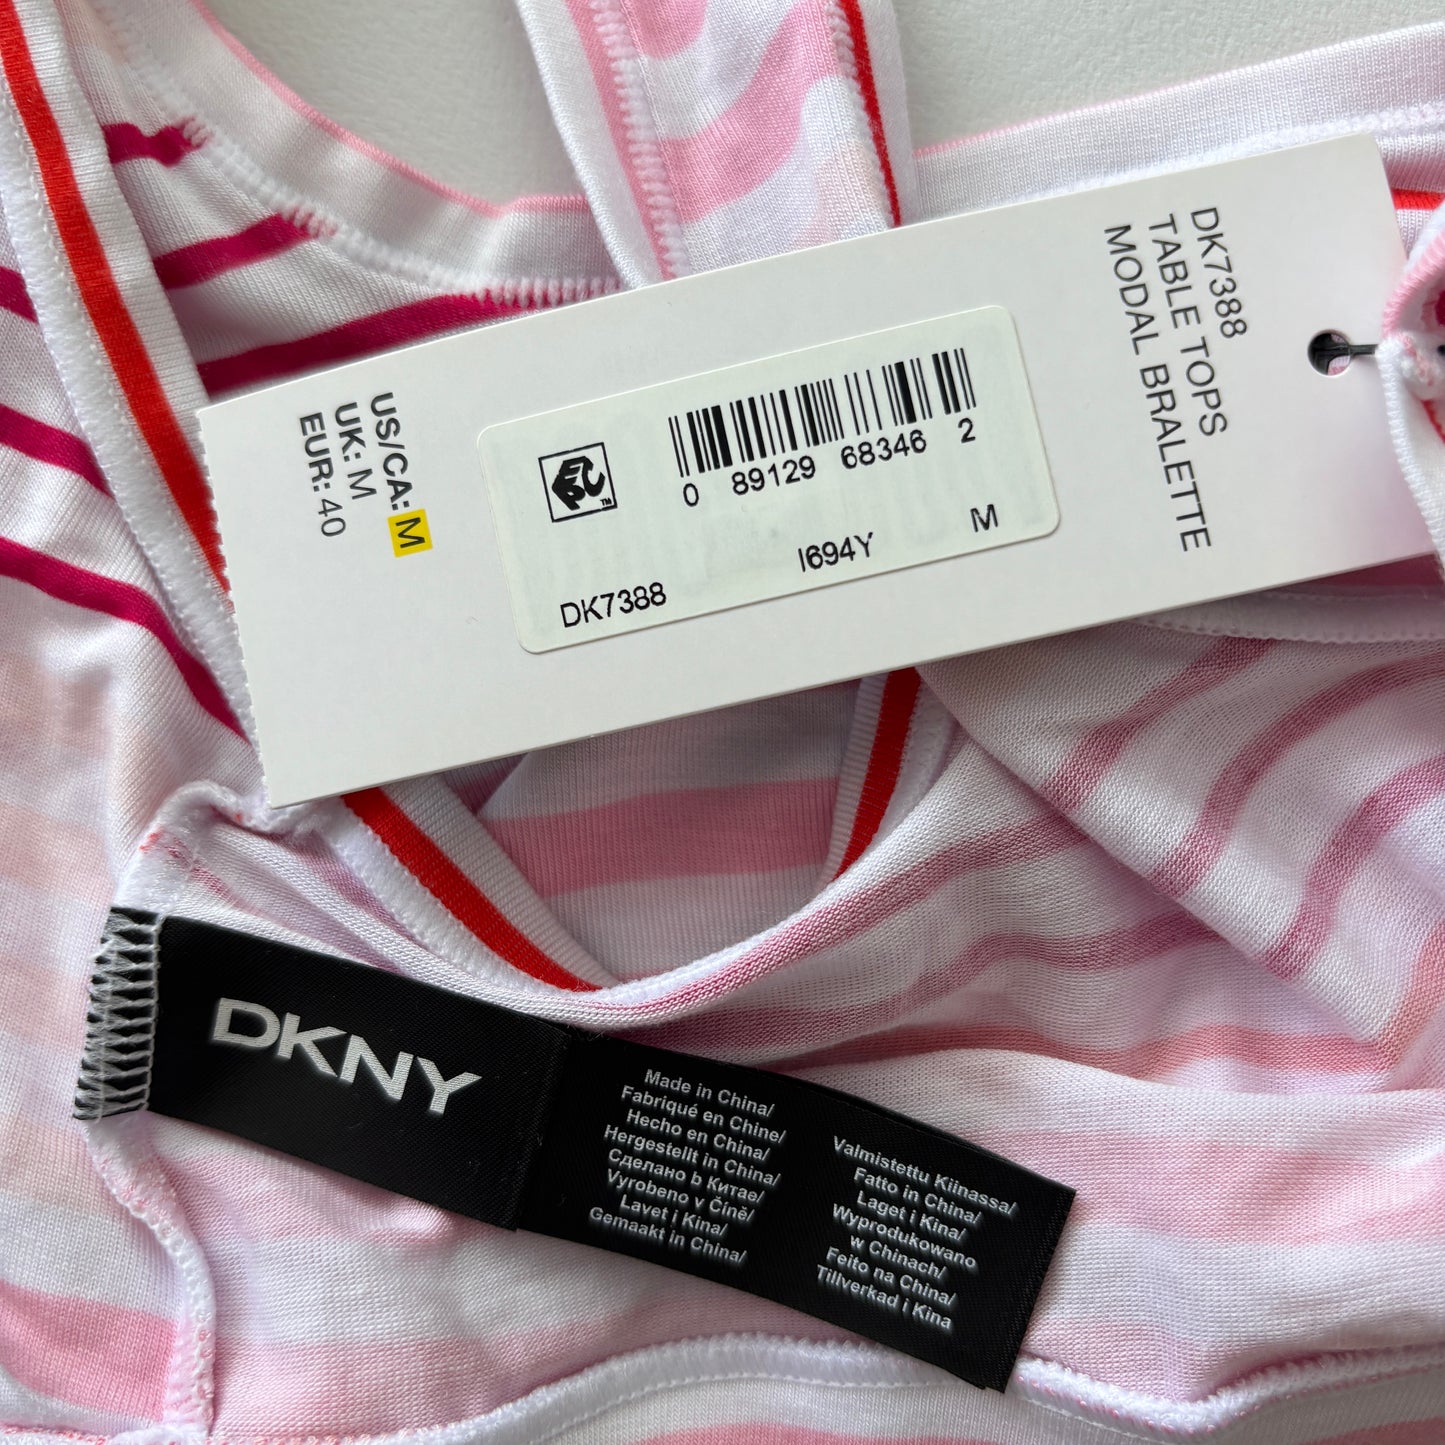 DK7388
TABLE TOPS
MODAL BRALETTE
US/CA: M
UK: M
EUR: 40
0 89129 68346 2
I694Y M
DK7388
DKNY
Made in China/
Fabriqué en Chine/
Hecho en China/
Hergestellt in China/
Сделано b Китае/
Vyrobeno v Číně/
Lavet i Kina/
Gemaakt in China/
Valmistettu Kiinassa/
Fatto in China/
Laget i Kina/
Wyprodukowano
w Chinach/
Feito na China/
Tillverkad i Kina